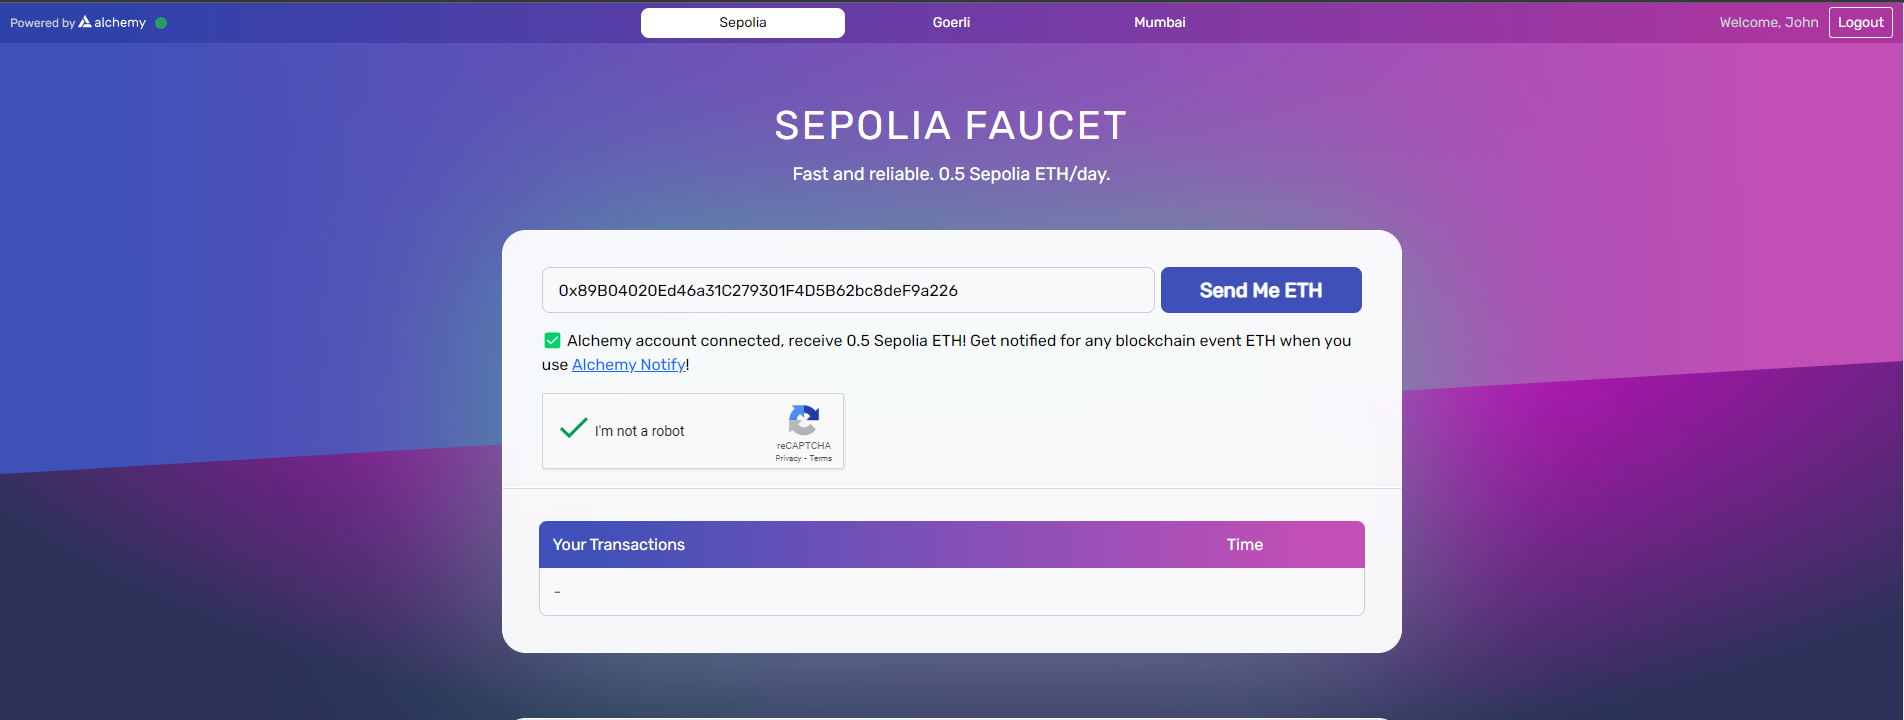 Powered by alchemy
Sepolia
Goerli
Mumbai
Welcome, John
Logout
SEPOLIA FAUCET
Fast and reliable. 0.5 Sepolia ETH/day.
0x89B04020Ed46a31C279301F4D5B62bc8deF9a226
Send Me ETH
Alchemy account connected, receive 0.5 Sepolia ETH! Get notified for any blockchain event ETH when you
use Alchemy Notify!
I'm not a robot
reCAPTCHA
Privacy - Terms
Your Transactions
Time
-